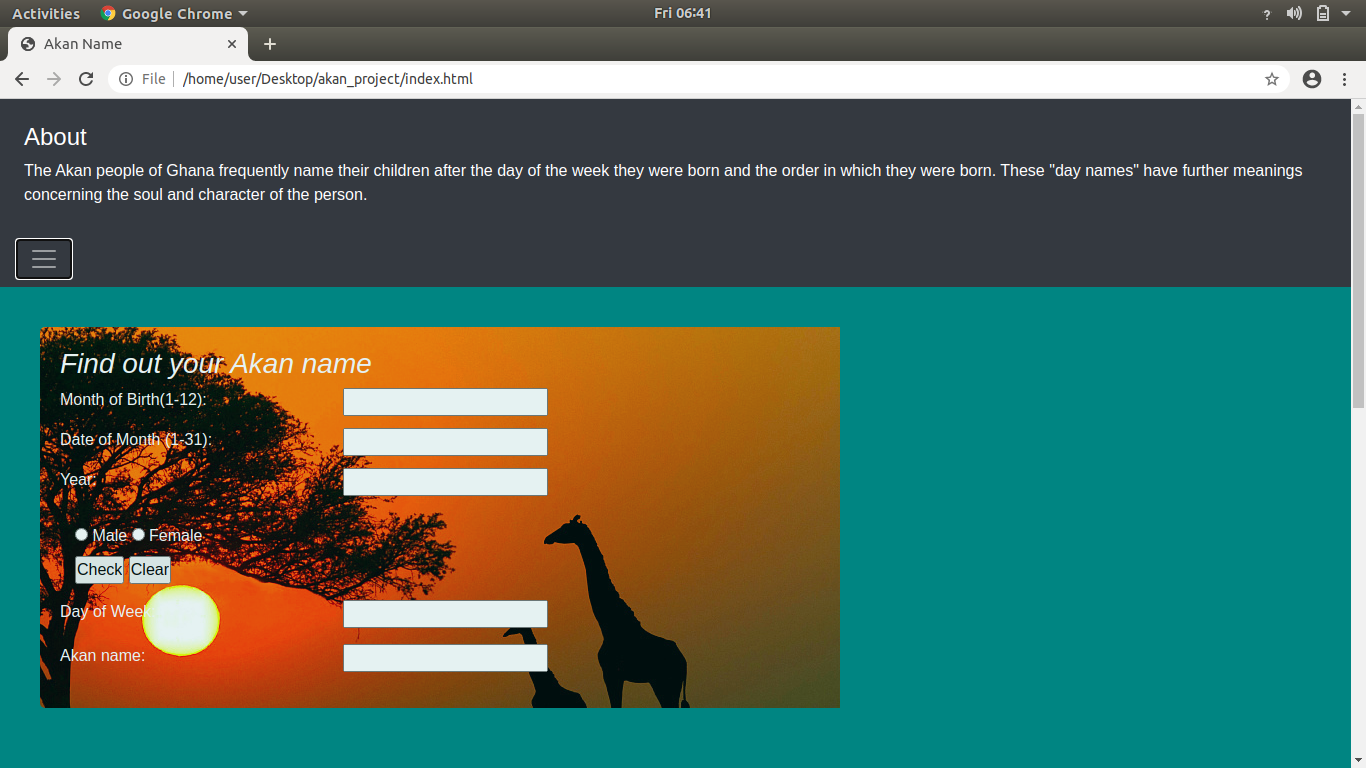 Activities Google Chrome Fri 06:41
Akan Name
File /home/user/Desktop/akan_project/index.html
About
The Akan people of Ghana frequently name their children after the day of the week they were born and the order in which they were born. These "day names" have further meanings
concerning the soul and character of the person.
Find out your Akan name
Month of Birth(1-12):
Date of Month (1-31):
Year:
Male Female
Check Clear
Day of Week:
Akan name: